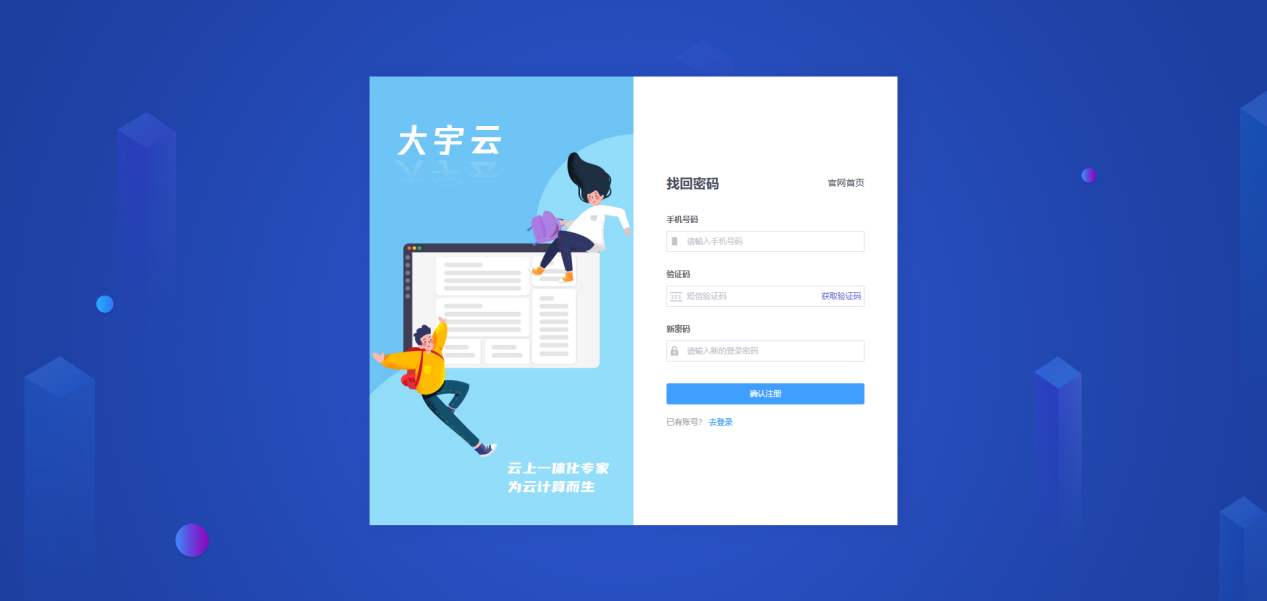 大宇云
找回密码
官网首页
手机号码
请输入手机号码
验证码
短信验证码
获取验证码
新密码
请输入新的登录密码
确认注册
已有账号? 去登录
云上一体化专家
为云计算而生